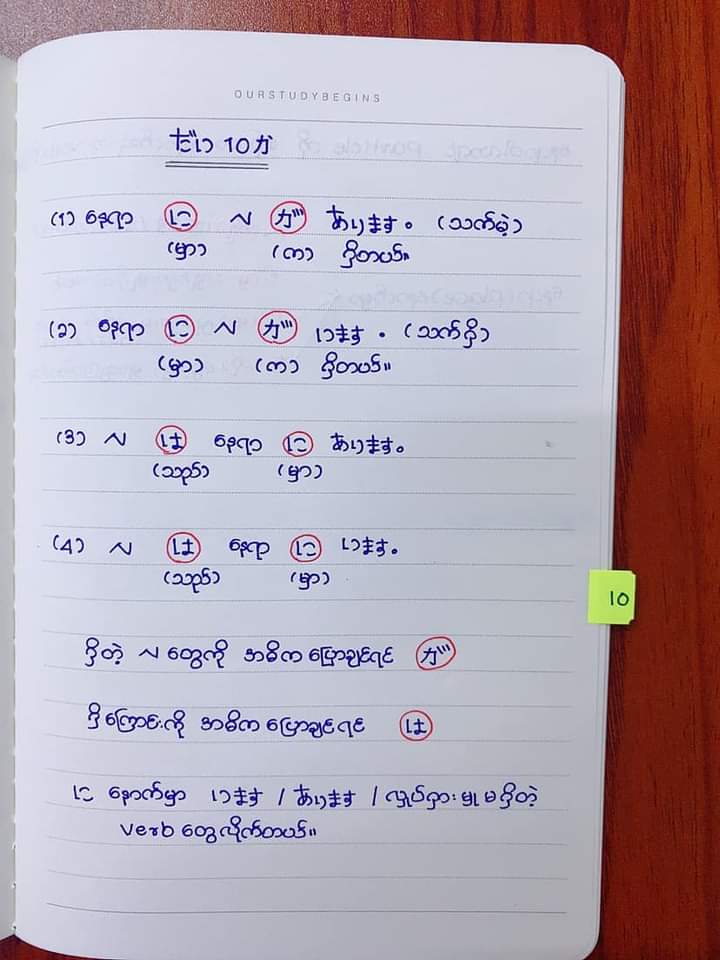 OURSTUDYBEGINS
だい 10 か
(1) နေရာ に N が あります。 (သက်မဲ့)
(မှာ) (က) ရှိတယ်။
(၁) နေရာ に N が います。 (သက်ရှိ)
(မှာ) (က) ရှိတယ်။
(3) N は နေရာ に あります。
(သည်) (မှာ)
(4) N は နေရာ に います。
(သည်) (မှာ)
ရှိတဲ့ N တွေကို အဓိက ပြောချင်ရင် が
ရှိကြောင်းကို အဓိက ပြောချင်ရင် は
に နောက်မှာ います / あります / လှုပ်ရှားမှု မရှိတဲ့
verb တွေလိုက်တယ်။
10